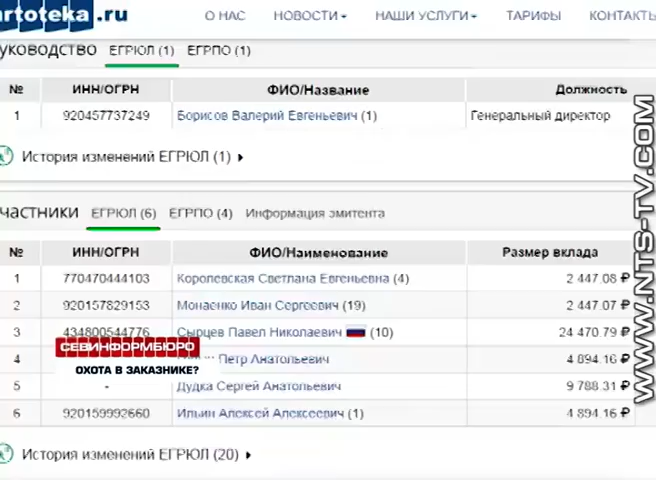 artoteka.ru О НАС НОВОСТИ НАШИ УСЛУГИ ТАРИФЫ КОНТАКТЫ
уководство ЕГРЮЛ (1) ЕГРПО (1)
№ ИНН/ОГРН ФИО/Название Должность
1 920457737249 Борисов Валерий Евгеньевич (1) Генеральный директор
История изменений ЕГРЮЛ (1)
частники ЕГРЮЛ (6) ЕГРПО (4) Информация эмитента
№ ИНН/ОГРН ФИО/Наименование Размер вклада
1 770470444103 Королевская Светлана Евгеньевна (4) 2 447.08 ₽
2 920157829153 Монаенко Иван Сергеевич (19) 2 447.07 ₽
3 434800544776 Сырцев Павел Николаевич (10) 24 470.79 ₽
СЕВИНФОРМБЮРО
4 Петр Анатольевич 4 894.16 ₽
ОХОТА В ЗАКАЗНИКЕ?
5 - Дудка Сергей Анатольевич 9 788.31 ₽
6 920159992660 Ильин Алексей Алексеевич (1) 4 894.16 ₽
История изменений ЕГРЮЛ (20)
WWW.NTS-TV.COM